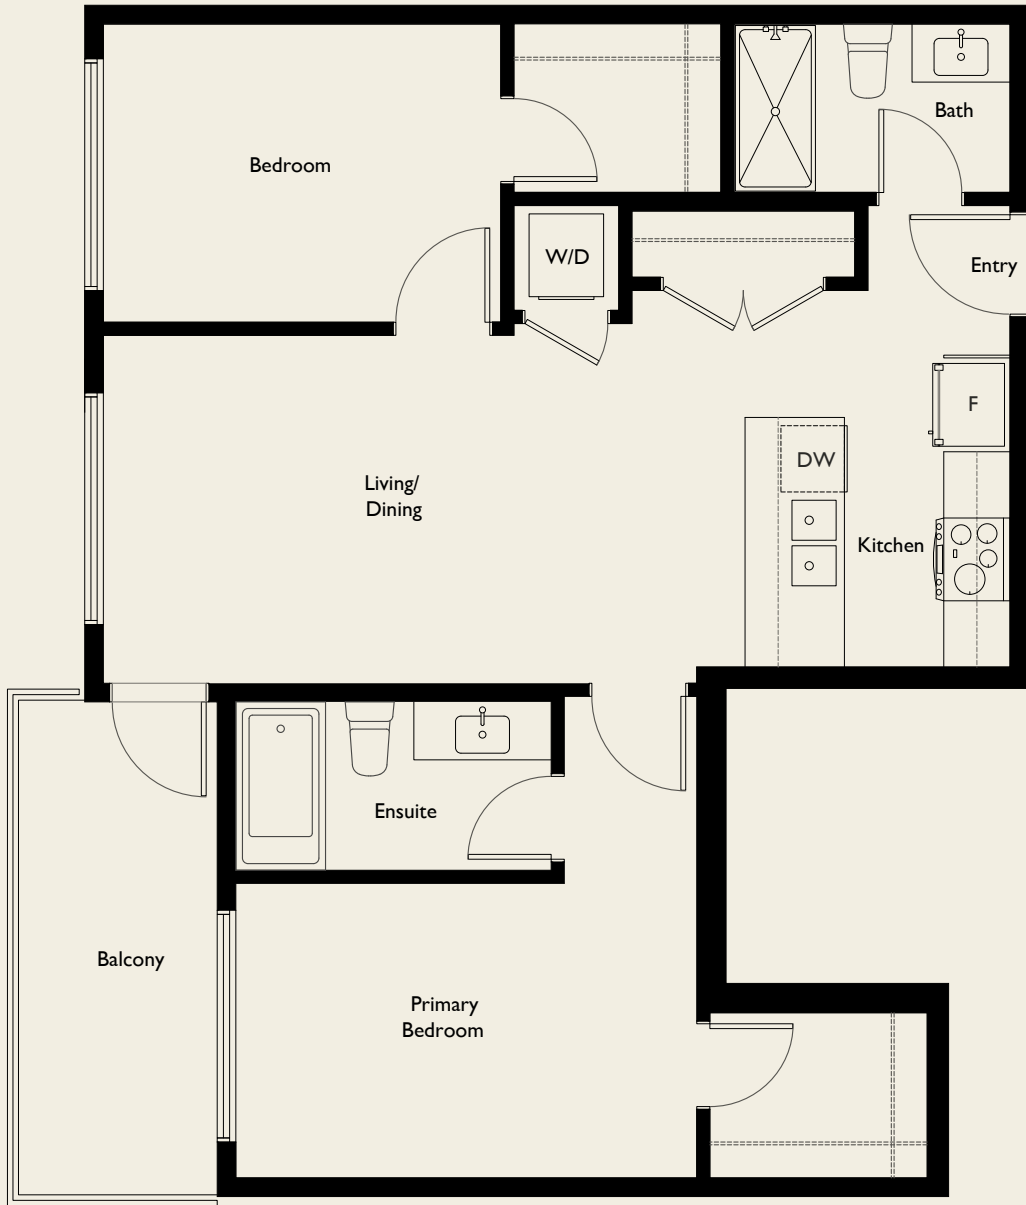 Bath
Bedroom
W/D
Entry
F
DW
Living/
Dining
Kitchen
Ensuite
Balcony
Primary
Bedroom